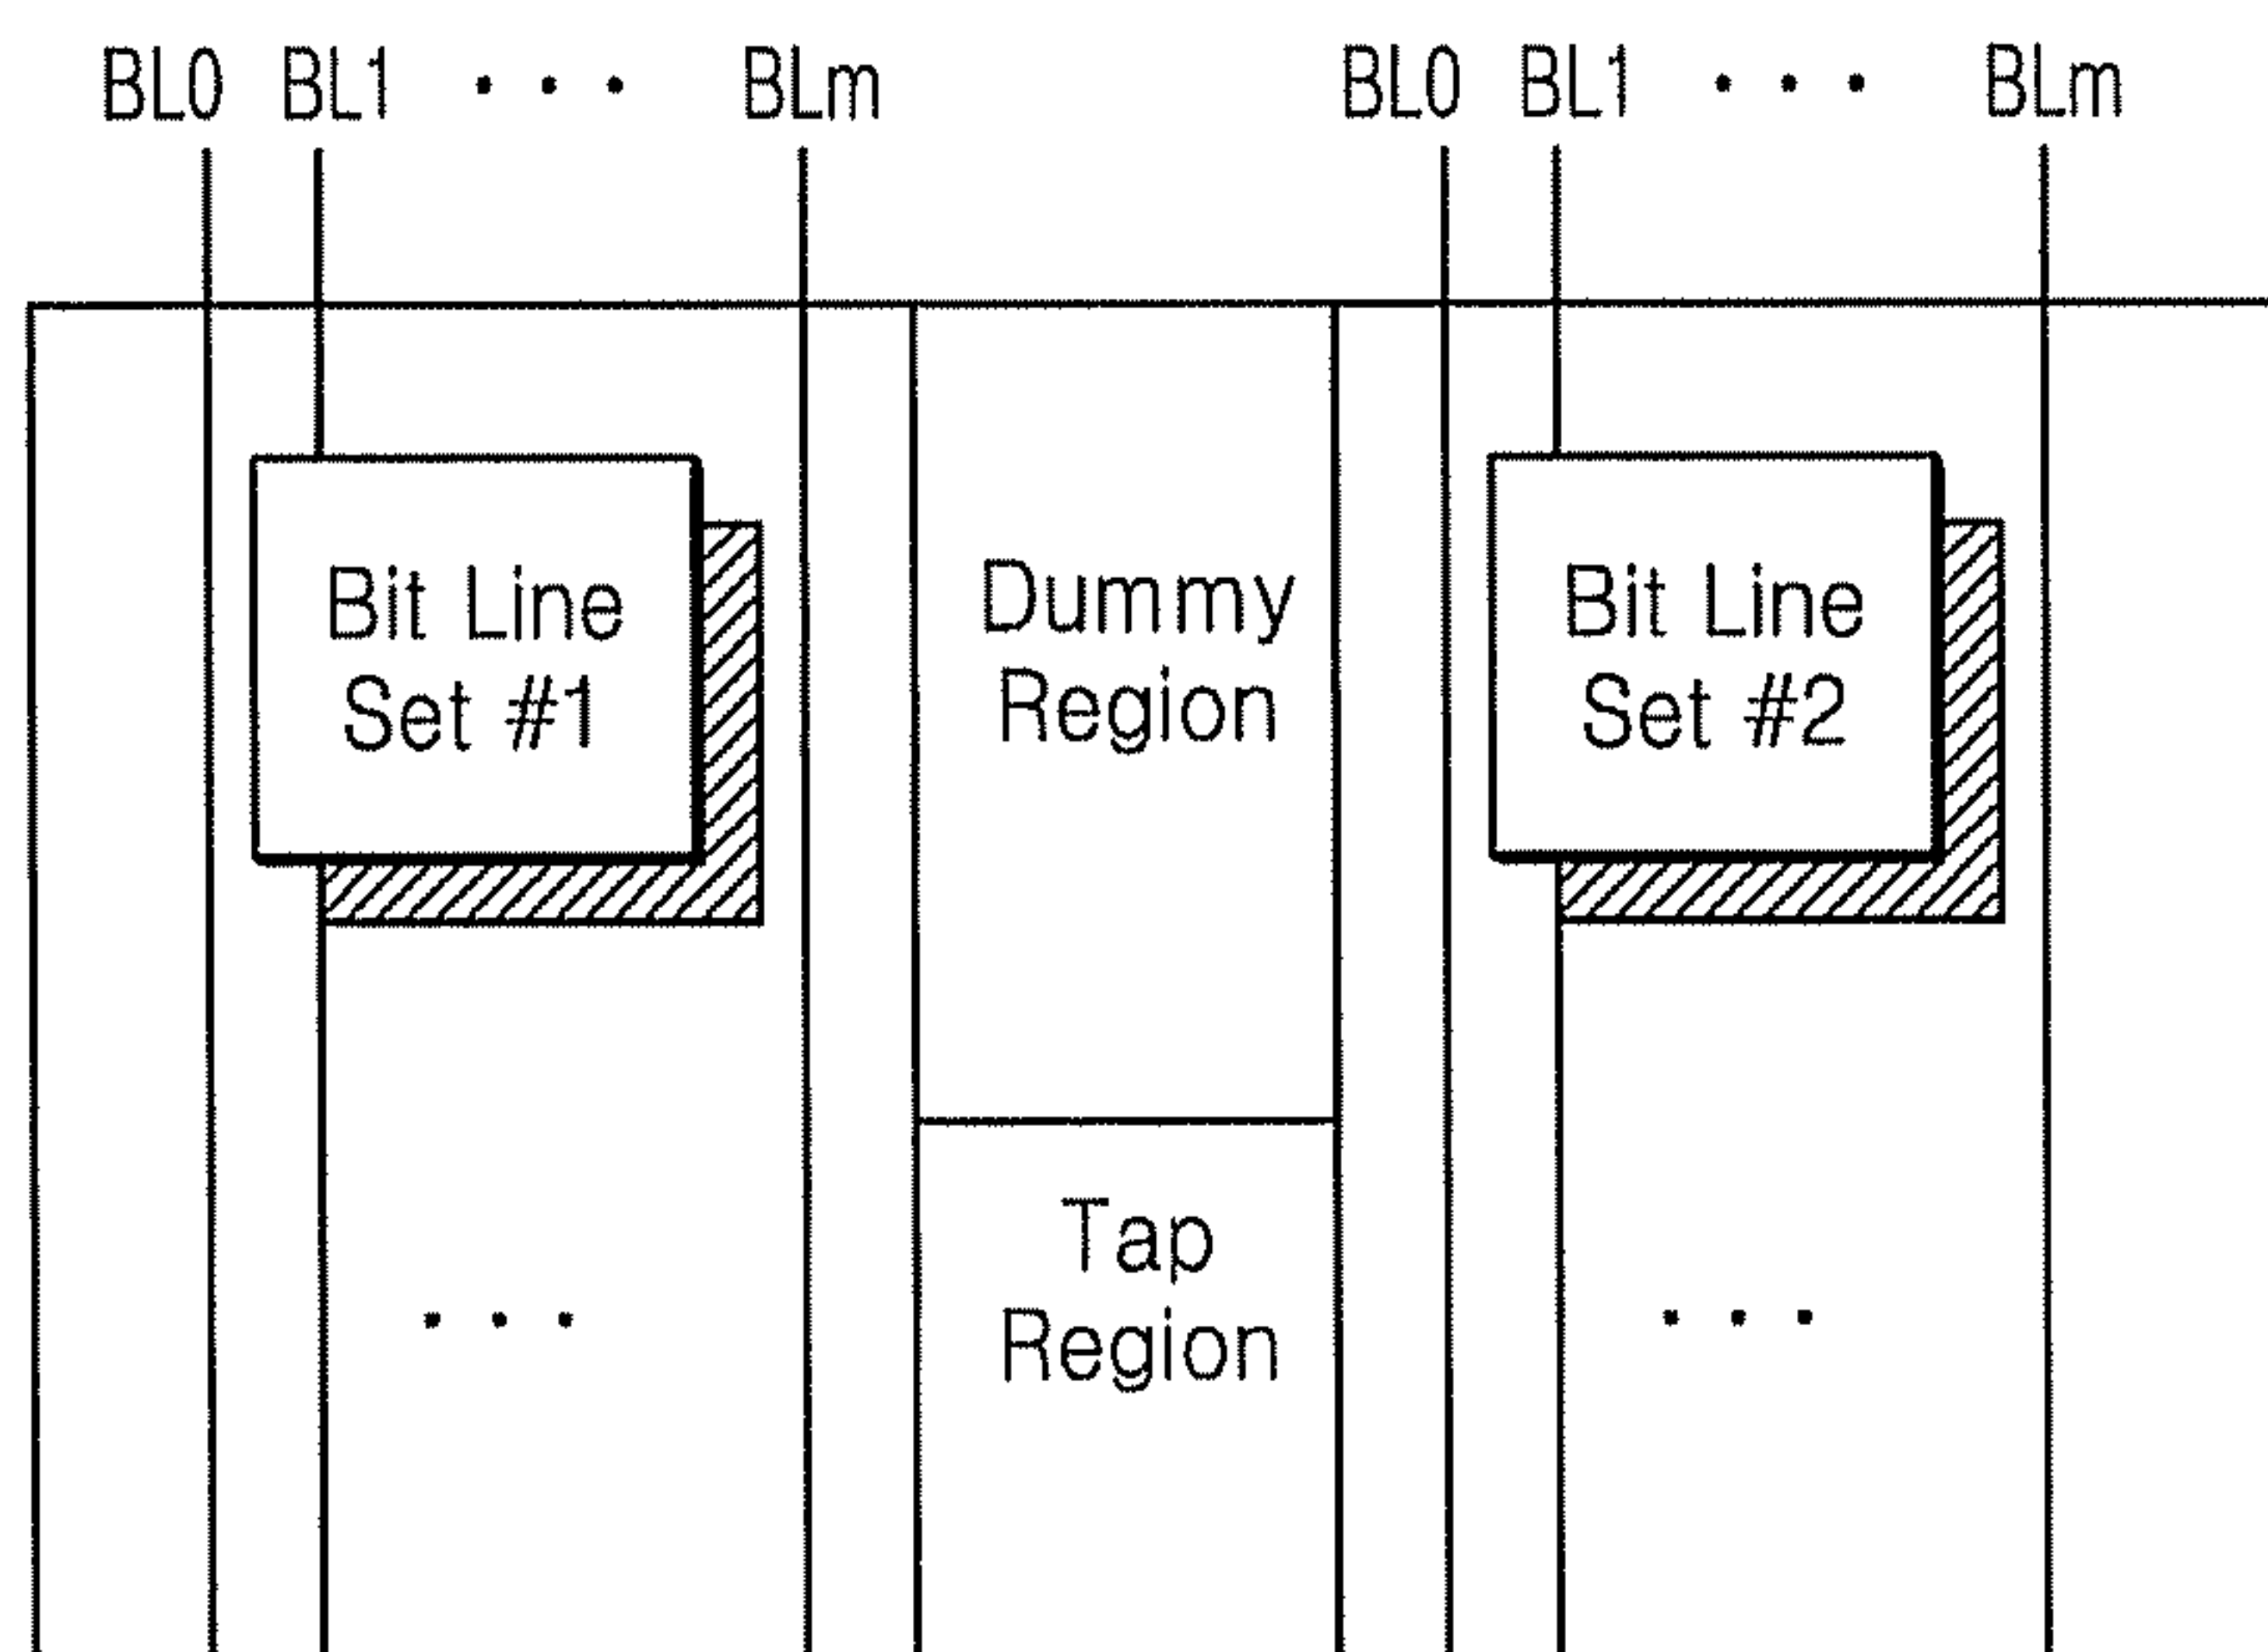 BL0 BL1 • • • BLm BL0 BL1 • • • BLm
Bit Line
Set #1
Dummy
Region
Bit Line
Set #2
• • •
Tap
Region
• • •